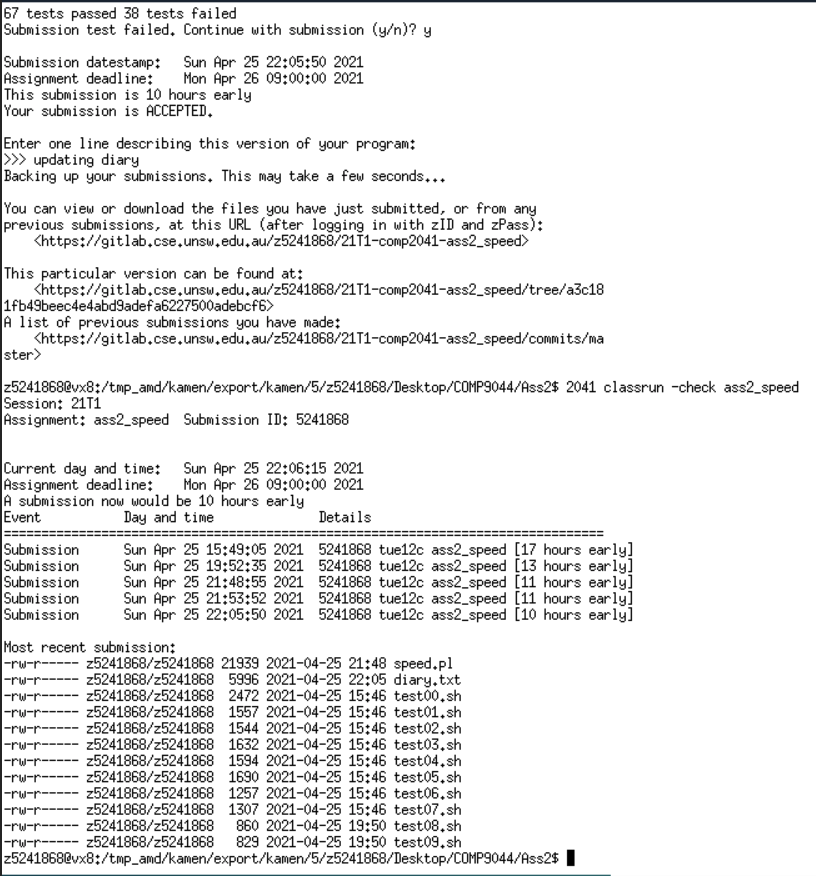 67 tests passed 38 tests failed
Submission test failed. Continue with submission (y/n)? y
Submission datestamp:   Sun Apr 25 22:05:50 2021
Assignment deadline:    Mon Apr 26 09:00:00 2021
This submission is 10 hours early
Your submission is ACCEPTED.
Enter one line describing this version of your program:
>>> updating diary
Backing up your submissions. This may take a few seconds...
You can view or download the files you have just submitted, or from any
previous submissions, at this URL (after logging in with zID and zPass):
    <https://gitlab.cse.unsw.edu.au/z5241868/21T1-comp2041-ass2_speed>
This particular version can be found at:
    <https://gitlab.cse.unsw.edu.au/z5241868/21T1-comp2041-ass2_speed/tree/a3c18
1fb49beec4e4abd9adefa6227500adebcf6>
A list of previous submissions you have made:
    <https://gitlab.cse.unsw.edu.au/z5241868/21T1-comp2041-ass2_speed/commits/ma
ster>
z5241868@vx8:/tmp_amd/kamen/export/kamen/5/z5241868/Desktop/COMP9044/Ass2$ 2041 classrun -check ass2_speed
Session: 21T1
Assignment: ass2_speed  Submission ID: 5241868
Current day and time:   Sun Apr 25 22:06:15 2021
Assignment deadline:    Mon Apr 26 09:00:00 2021
A submission now would be 10 hours early
Event           Day and time              Details
================================================================================
Submission      Sun Apr 25 15:49:05 2021  5241868 tue12c ass2_speed [17 hours early]
Submission      Sun Apr 25 19:52:35 2021  5241868 tue12c ass2_speed [13 hours early]
Submission      Sun Apr 25 21:48:55 2021  5241868 tue12c ass2_speed [11 hours early]
Submission      Sun Apr 25 21:53:52 2021  5241868 tue12c ass2_speed [11 hours early]
Submission      Sun Apr 25 22:05:50 2021  5241868 tue12c ass2_speed [10 hours early]
Most recent submission:
-rw-r----- z5241868/z5241868 21939 2021-04-25 21:48 speed.pl
-rw-r----- z5241868/z5241868  5996 2021-04-25 22:05 diary.txt
-rw-r----- z5241868/z5241868  2472 2021-04-25 15:46 test00.sh
-rw-r----- z5241868/z5241868  1557 2021-04-25 15:46 test01.sh
-rw-r----- z5241868/z5241868  1544 2021-04-25 15:46 test02.sh
-rw-r----- z5241868/z5241868  1632 2021-04-25 15:46 test03.sh
-rw-r----- z5241868/z5241868  1594 2021-04-25 15:46 test04.sh
-rw-r----- z5241868/z5241868  1690 2021-04-25 15:46 test05.sh
-rw-r----- z5241868/z5241868  1257 2021-04-25 15:46 test06.sh
-rw-r----- z5241868/z5241868  1307 2021-04-25 15:46 test07.sh
-rw-r----- z5241868/z5241868   860 2021-04-25 19:50 test08.sh
-rw-r----- z5241868/z5241868   829 2021-04-25 19:50 test09.sh
z5241868@vx8:/tmp_amd/kamen/export/kamen/5/z5241868/Desktop/COMP9044/Ass2$